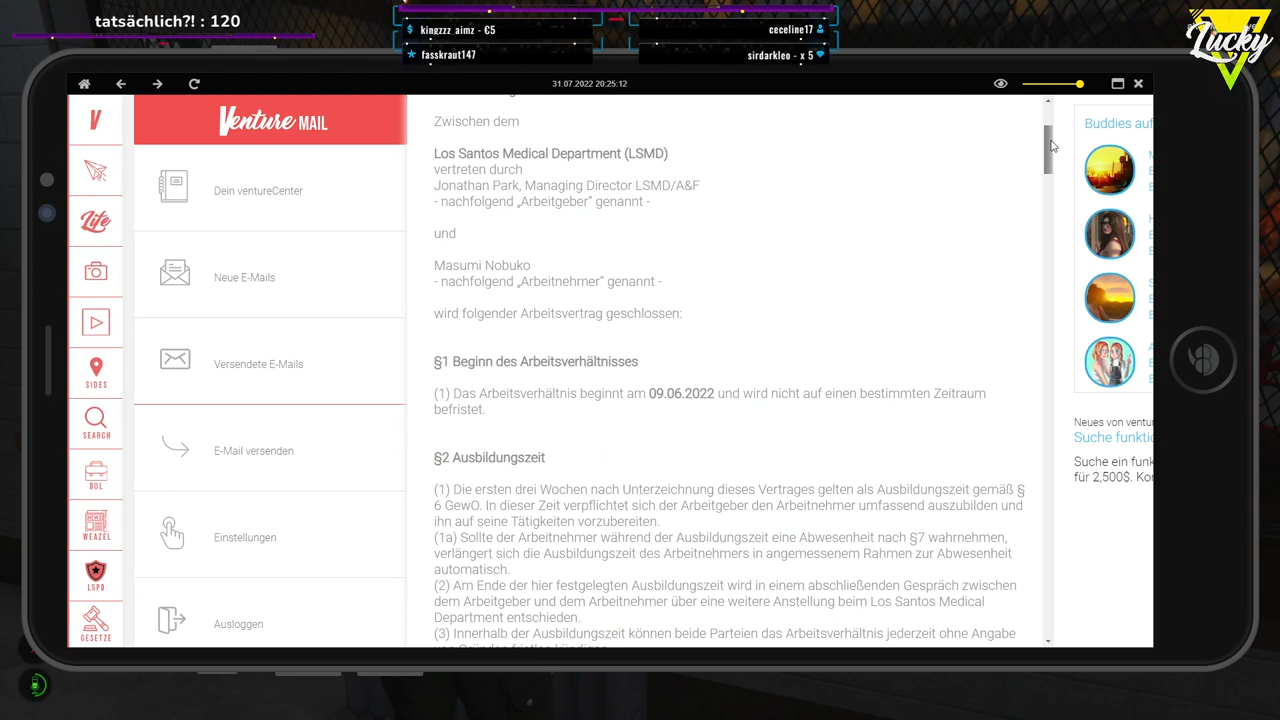 tatsächlich?! : 120
kingzzz_aimz - €5
ceceline17
fasskraut147
sirdarkleo - x 5
Lucky
31.07.2022 20:25:12
V
Life
SIDES
SEARCH
BOL
WEAZEL
LSPD
GESETZE
Venture MAIL
Dein ventureCenter
Neue E-Mails
Versendete E-Mails
E-Mail versenden
Einstellungen
Ausloggen
Zwischen dem
Los Santos Medical Department (LSMD)
vertreten durch
Jonathan Park, Managing Director LSMD/A&F
- nachfolgend „Arbeitgeber“ genannt -
und
Masumi Nobuko
- nachfolgend „Arbeitnehmer“ genannt -
wird folgender Arbeitsvertrag geschlossen:
§1 Beginn des Arbeitsverhältnisses
(1) Das Arbeitsverhältnis beginnt am 09.06.2022 und wird nicht auf einen bestimmten Zeitraum
befristet.
§2 Ausbildungszeit
(1) Die ersten drei Wochen nach Unterzeichnung dieses Vertrages gelten als Ausbildungszeit gemäß §
6 GewO. In dieser Zeit verpflichtet sich der Arbeitgeber den Arbeitnehmer umfassend auszubilden und
ihn auf seine Tätigkeiten vorzubereiten.
(1a) Sollte der Arbeitnehmer während der Ausbildungszeit eine Abwesenheit nach §7 wahrnehmen,
verlängert sich die Ausbildungszeit des Arbeitnehmers in angemessenem Rahmen zur Abwesenheit
automatisch.
(2) Am Ende der hier festgelegten Ausbildungszeit wird in einem abschließenden Gespräch zwischen
dem Arbeitgeber und dem Arbeitnehmer über eine weitere Anstellung beim Los Santos Medical
Department entschieden.
(3) Innerhalb der Ausbildungszeit können beide Parteien das Arbeitsverhältnis jederzeit ohne Angabe
Buddies auf
Neues von ventu
Suche funkti
Suche ein funk
für 2,500$. Ko